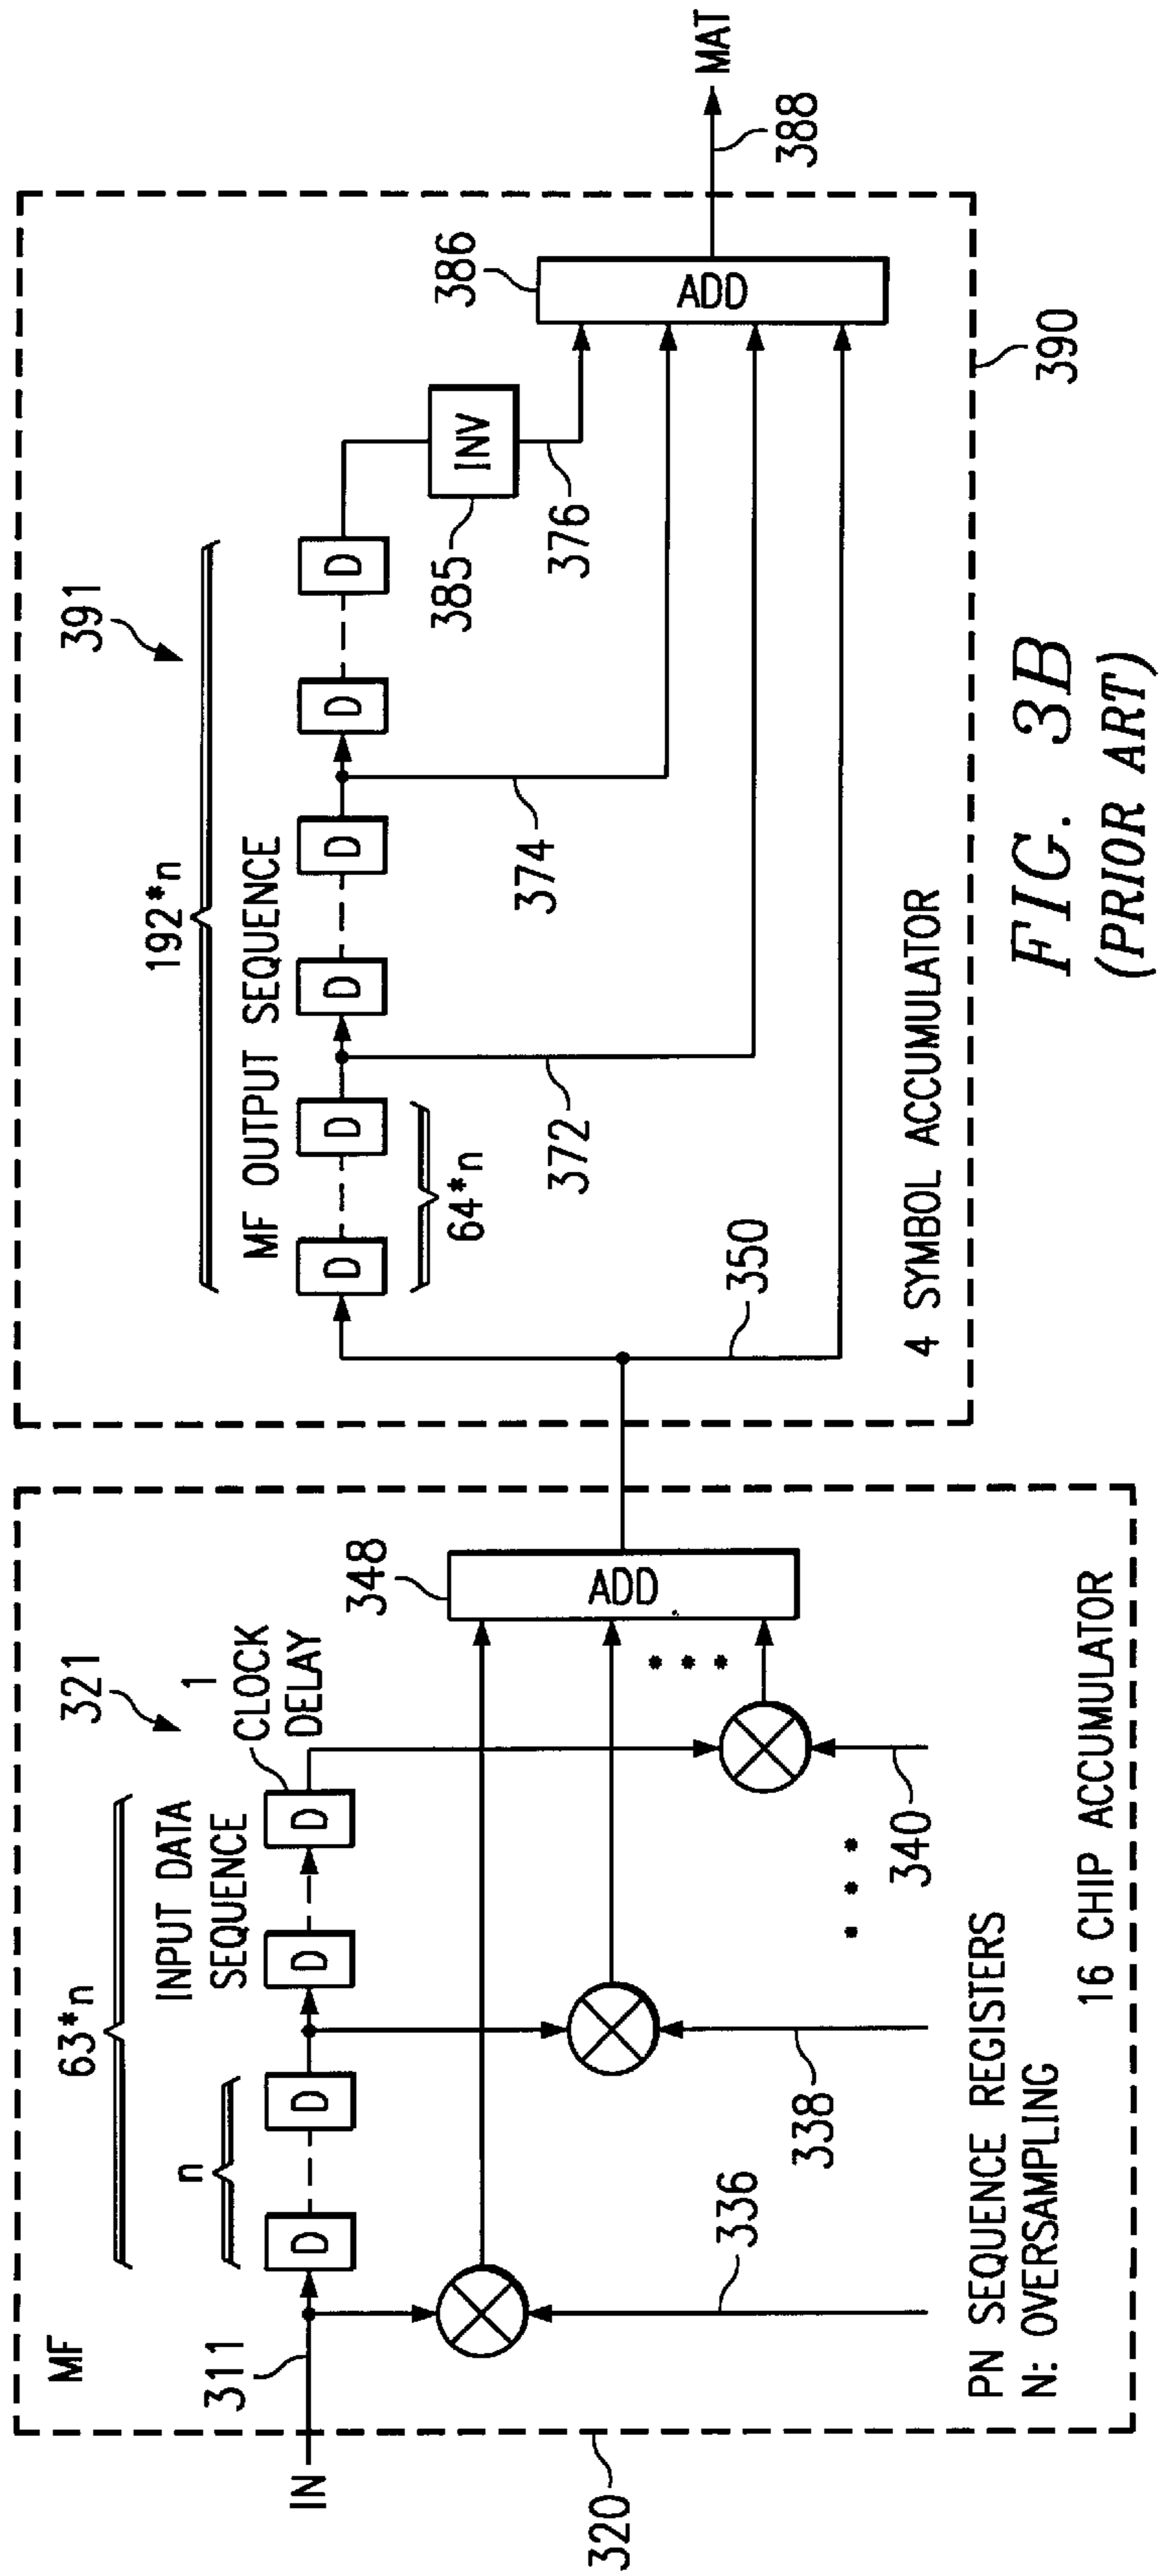 MF
311
IN
320
63*n
n
INPUT DATA
SEQUENCE
321
1
CLOCK
DELAY
D
D
D
D
348
ADD
336
338
340
PN SEQUENCE REGISTERS
N: OVERSAMPLING
16 CHIP ACCUMULATOR
391
192*n
MF OUTPUT SEQUENCE
D
D
D
D
D
D
64*n
350
372
374
385
INV
376
386
ADD
388
MAT
390
4 SYMBOL ACCUMULATOR
FIG. 3B
(PRIOR ART)